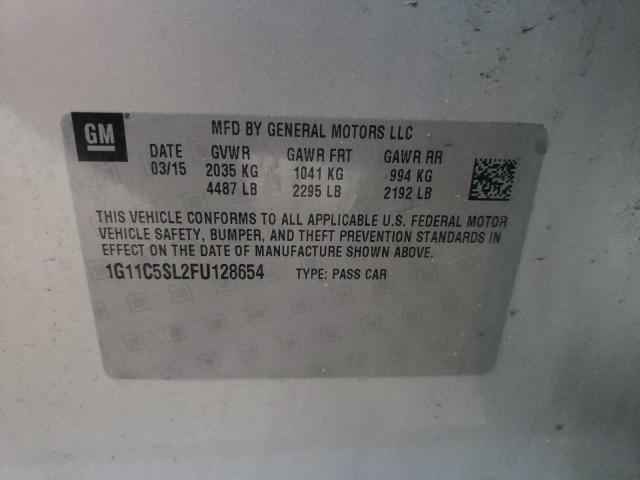 GM
MFD BY GENERAL MOTORS LLC
DATE GVWR GAWR FRT GAWR RR
03/15 2035 KG 1041 KG 994 KG
4487 LB 2295 LB 2192 LB
THIS VEHICLE CONFORMS TO ALL APPLICABLE U.S. FEDERAL MOTOR
VEHICLE SAFETY, BUMPER, AND THEFT PREVENTION STANDARDS IN
EFFECT ON THE DATE OF MANUFACTURE SHOWN ABOVE.
1G11C5SL2FU128654 TYPE: PASS CAR